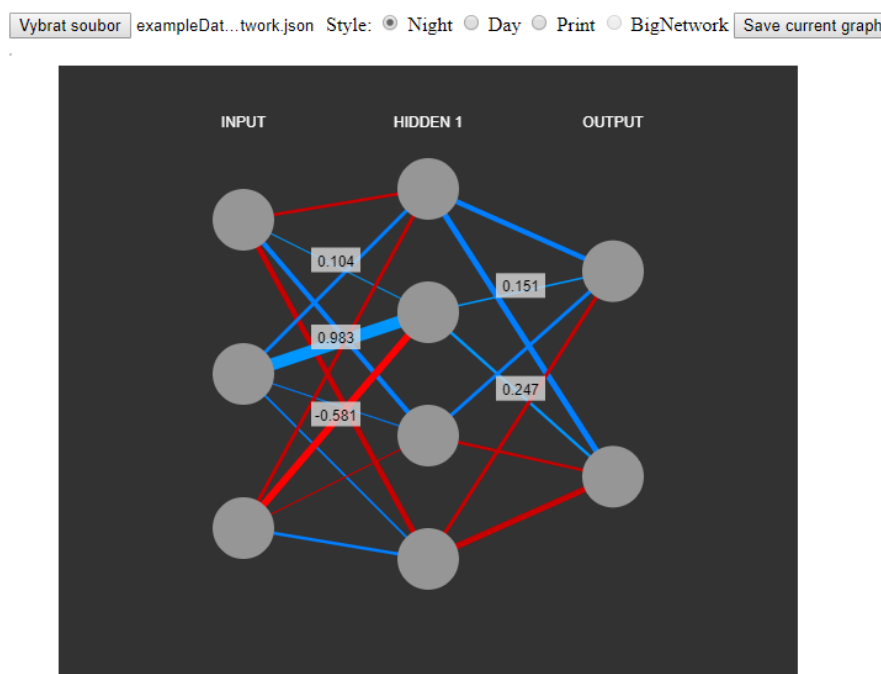 Vybrat soubor exampleDat...twork.json Style: Night Day Print BigNetwork Save current graph
INPUT HIDDEN 1 OUTPUT
0.104
0.151
0.983
0.247
-0.581